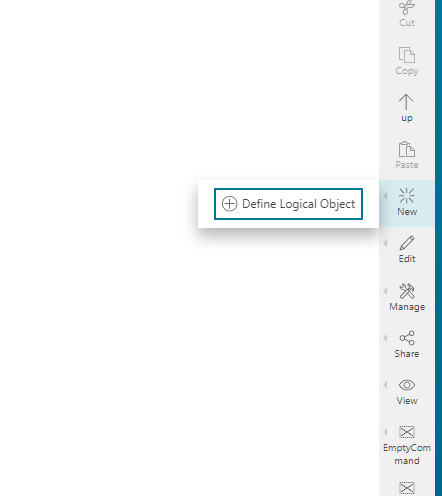 Cut
Copy
up
Paste
Define Logical Object
New
Edit
Manage
Share
View
EmptyCom
mand